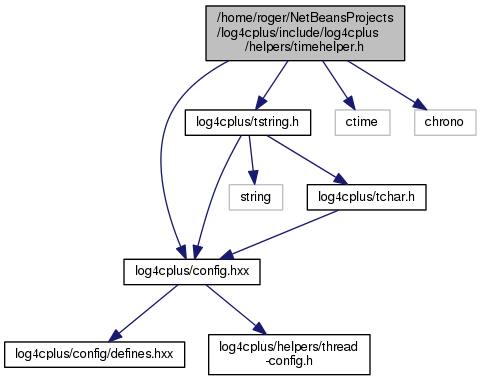 /home/roger/NetBeansProjects
/log4cplus/include/log4cplus
/helpers/timehelper.h
log4cplus/tstring.h
ctime
chrono
string
log4cplus/tchar.h
log4cplus/config.hxx
log4cplus/config/defines.hxx
log4cplus/helpers/thread
-config.h